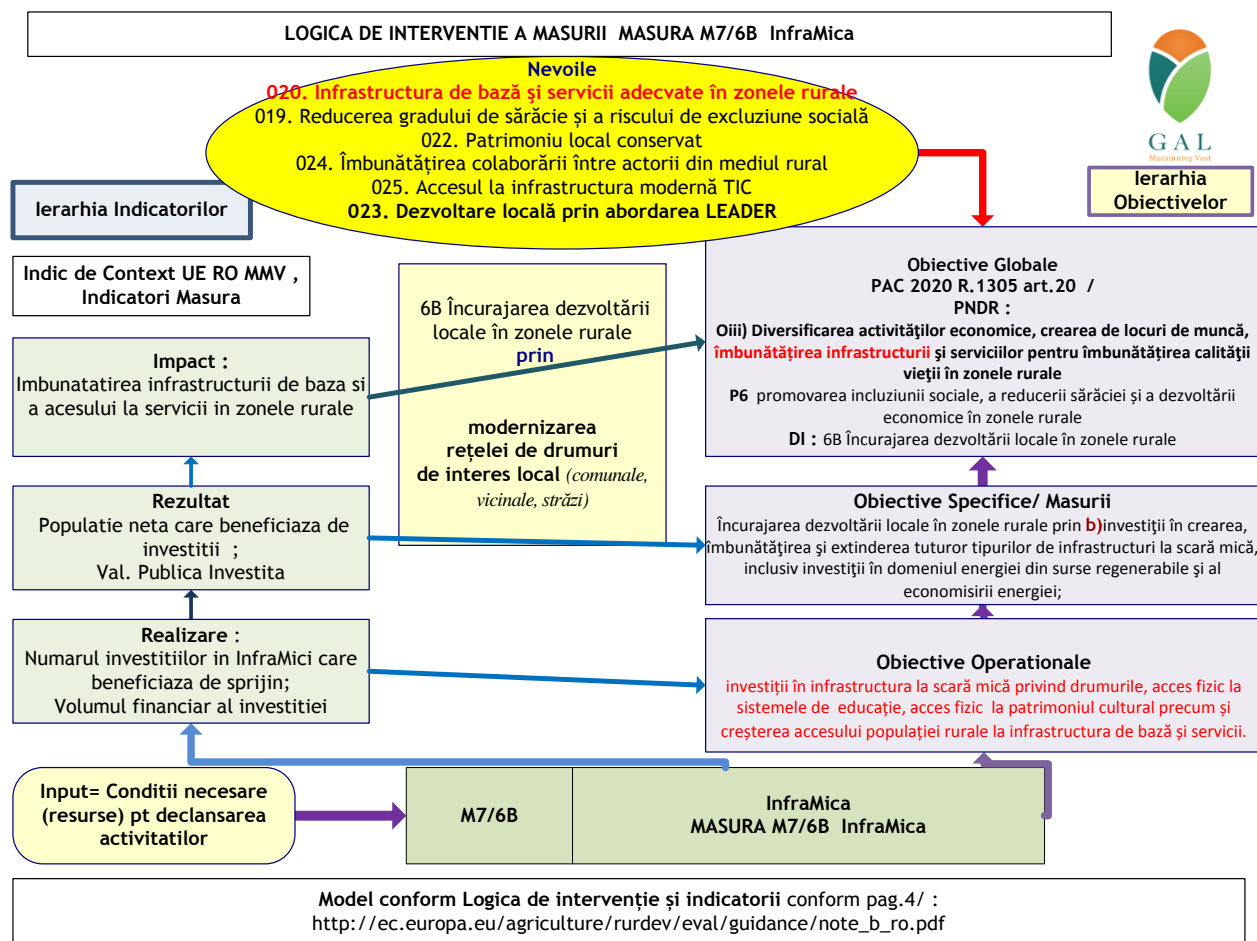 LOGICA DE INTERVENTIE A MASURII MASURA M7/6B InfraMica
Nevoile
020. Infrastructura de bază şi servicii adecvate în zonele rurale
019. Reducerea gradului de sărăcie și a riscului de excluziune socială
022. Patrimoniu local conservat
024. Îmbunătățirea colaborării între actorii din mediul rural
025. Accesul la infrastructura modernă TIC
023. Dezvoltare locală prin abordarea LEADER
G A L
Maramureș Vest
Ierarhia Indicatorilor
Ierarhia
Obiectivelor
Indic de Context UE RO MMV ,
Indicatori Masura
6B Încurajarea dezvoltării
locale în zonele rurale
prin
modernizarea
rețelei de drumuri
de interes local (comunale,
vicinale, străzi)
Obiective Globale
PAC 2020 R.1305 art.20 /
PNDR :
Oiii) Diversificarea activităţilor economice, crearea de locuri de muncă,
îmbunătăţirea infrastructurii şi serviciilor pentru îmbunătăţirea calităţii
vieţii în zonele rurale
P6 promovarea incluziunii sociale, a reducerii sărăciei și a dezvoltării
economice în zonele rurale
DI : 6B Încurajarea dezvoltării locale în zonele rurale
Impact :
Imbunatatirea infrastructurii de baza si
a acesului la servicii in zonele rurale
Rezultat
Populatie neta care beneficiaza de
investitii ;
Val. Publica Investita
Obiective Specifice/ Masurii
Încurajarea dezvoltării locale în zonele rurale prin b)investiţii în crearea,
îmbunătăţirea şi extinderea tuturor tipurilor de infrastructuri la scară mică,
inclusiv investiţii în domeniul energiei din surse regenerabile şi al
economisirii energiei;
Realizare :
Numarul investitiilor in InfraMici care
beneficiaza de sprijin;
Volumul financiar al investitiei
Obiective Operationale
investiții în infrastructura la scară mică privind drumurile, acces fizic la
sistemele de educație, acces fizic la patrimoniul cultural precum și
creșterea accesului populației rurale la infrastructura de bază și servicii.
Input= Conditii necesare
(resurse) pt declansarea
activitatilor
M7/6B
InfraMica
MASURA M7/6B InfraMica
Model conform Logica de intervenție și indicatorii conform pag.4/ :
http://ec.europa.eu/agriculture/rurdev/eval/guidance/note_b_ro.pdf